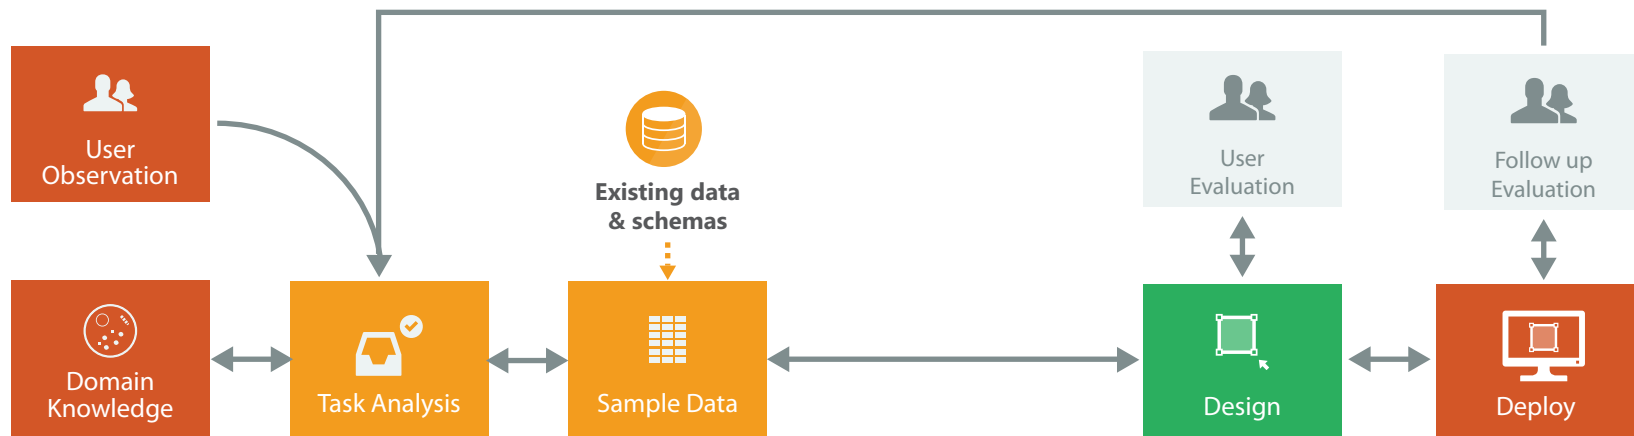 User
Observation
Existing data
& schemas
User
Evaluation
Follow up
Evaluation
Domain
Knowledge
Task Analysis
Sample Data
Design
Deploy